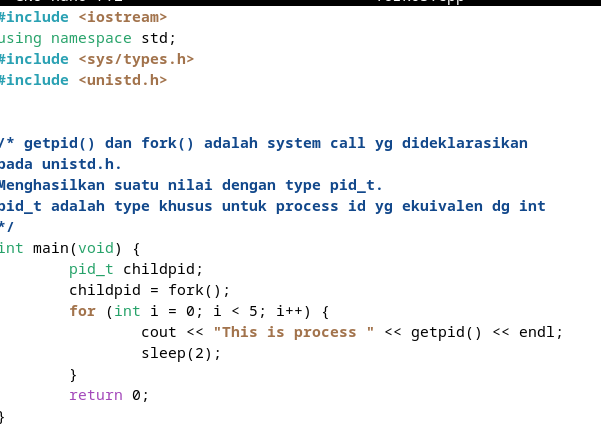 #include <iostream>
using namespace std;
#include <sys/types.h>
#include <unistd.h>
/* getpid() dan fork() adalah system call yg dideklarasikan
pada unistd.h.
Menghasilkan suatu nilai dengan type pid_t.
pid_t adalah type khusus untuk process id yg ekuivalen dg int
*/
int main(void) {
        pid_t childpid;
        childpid = fork();
        for (int i = 0; i < 5; i++) {
                cout << "This is process " << getpid() << endl;
                sleep(2);
        }
        return 0;
}